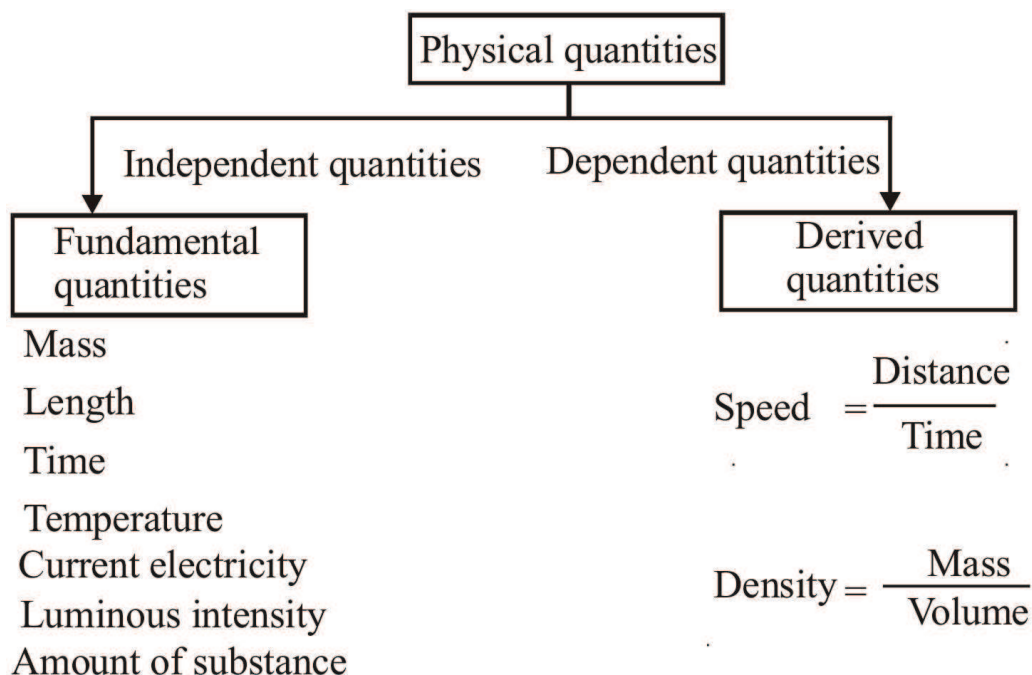 Physical quantities
Independent quantities
Dependent quantities
Fundamental
quantities
Derived
quantities
Mass
Length
Time
Temperature
Current electricity
Luminous intensity
Amount of substance
Speed = Distance
Time
Density = Mass
Volume